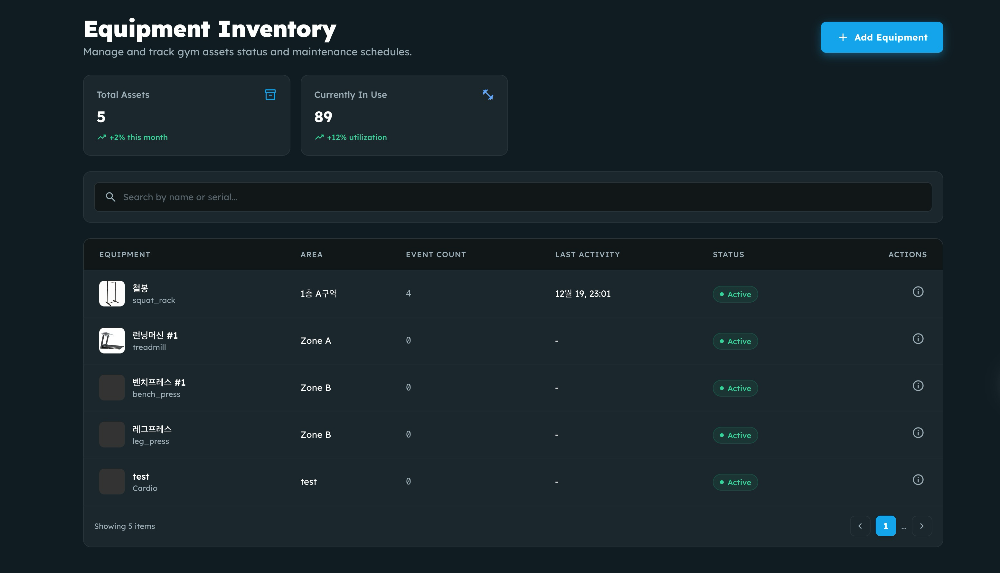 Equipment Inventory
Manage and track gym assets status and maintenance schedules.
+ Add Equipment
Total Assets
5
+2% this month
Currently In Use
89
+12% utilization
Search by name or serial...
EQUIPMENT AREA EVENT COUNT LAST ACTIVITY STATUS ACTIONS
철봉
squat_rack
1층 A구역 4 12월 19, 23:01 Active
런닝머신 #1
treadmill
Zone A 0 - Active
벤치프레스 #1
bench_press
Zone B 0 - Active
레그프레스
leg_press
Zone B 0 - Active
test
Cardio
test 0 - Active
Showing 5 items
1 ...